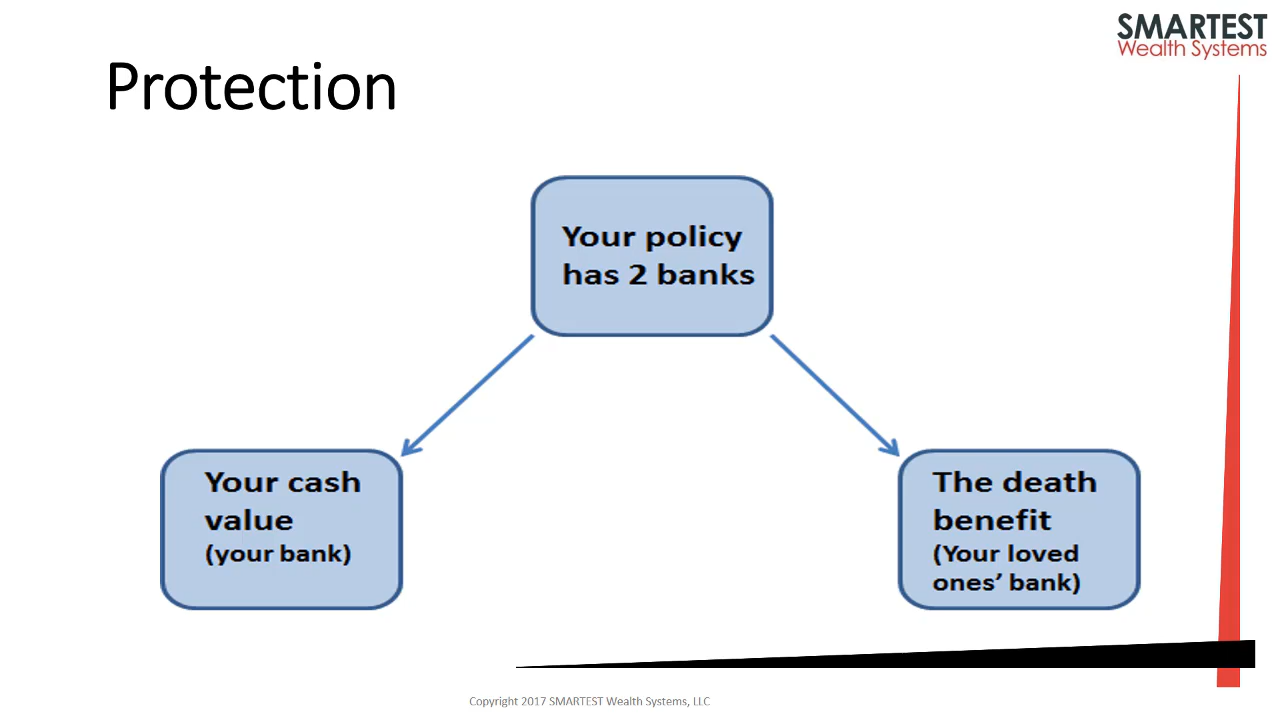 SMARTEST
Wealth Systems
Protection
Your policy
has 2 banks
Your cash
value
(your bank)
The death
benefit
(Your loved
ones’ bank)
Copyright 2017 SMARTEST Wealth Systems, LLC